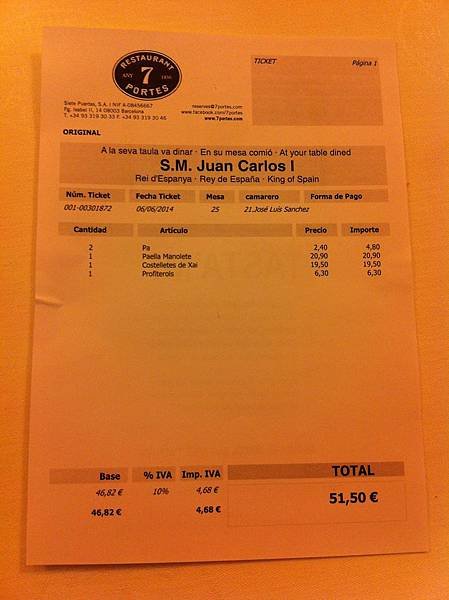 RESTAURANT
ANY 7 1836
PORTES
Siete Puertas, S.A. I NIF A-08456667
Pg. Isabel II, 14 08003 Barcelona
T. +34 93 319 30 33 F. +34 93 319 30 46
reserves@7portes.com
www.facebook.com/7portes
www.7portes.com
TICKET Página 1
ORIGINAL
A la seva taula va dinar · En su mesa comió · At your table dined
S.M. Juan Carlos I
Rei d'Espanya · Rey de España · King of Spain
Núm. Ticket Fecha Ticket Mesa camarero Forma de Pago
001-00301872 06/06/2014 25 21.José Luis Sanchez
Cantidad Artículo Precio Importe
2 Pa 2,40 4,80
1 Paella Manolete 20,90 20,90
1 Costelletes de Xai 19,50 19,50
1 Profiterols 6,30 6,30
Base % IVA Imp. IVA TOTAL
46,82 € 10% 4,68 €
46,82 € 4,68 € 51,50 €